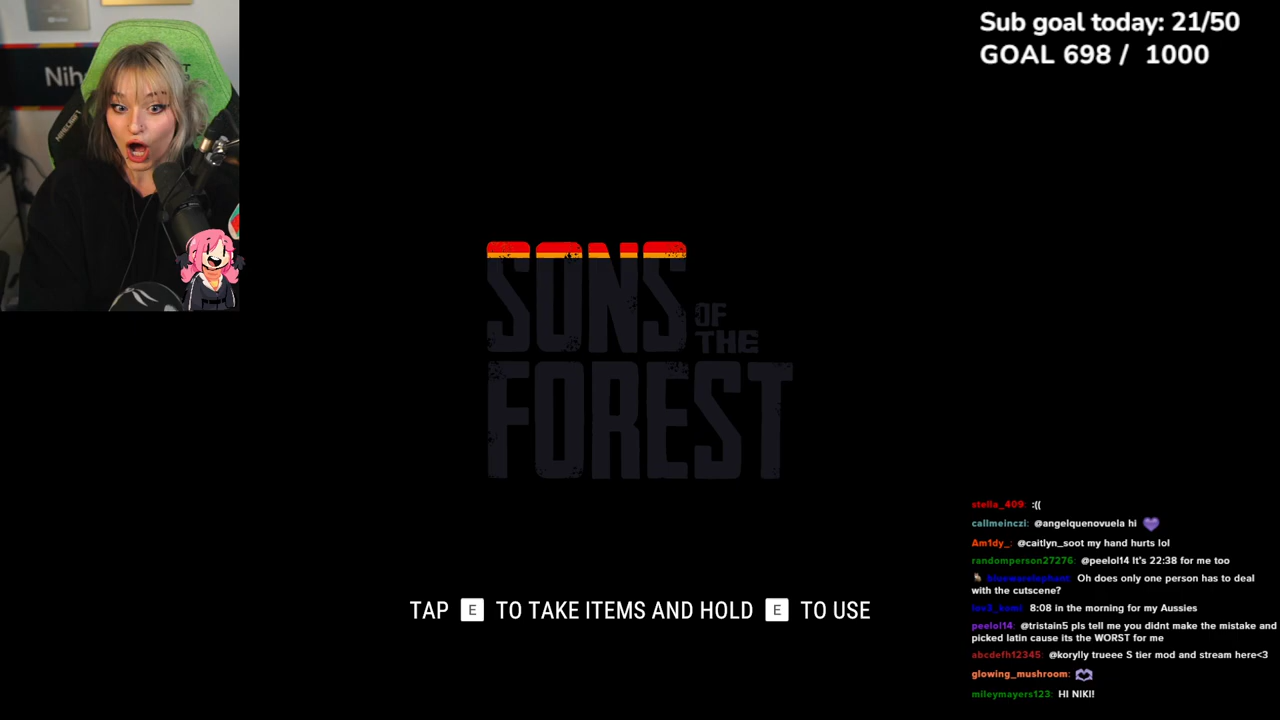 Sub goal today: 21/50
GOAL 698 / 1000
Nih
SONS
OF
THE
FOREST
TAP E TO TAKE ITEMS AND HOLD E TO USE
stella_409: :((
callmeinczi: @angelquenovuela hi
Am1dy_: @caitlyn_soot my hand hurts lol
randomperson27276: @peelol14 It's 22:38 for me too
Oh does only one person has to deal
with the cutscene?
8:08 in the morning for my Aussies
peelol14: @tristain5 pls tell me you didnt make the mistake and
picked latin cause its the WORST for me
abcdefh12345: @korylly trueee S tier mod and stream here<3
glowing_mushroom:
mileymayers123: HI NIKI!